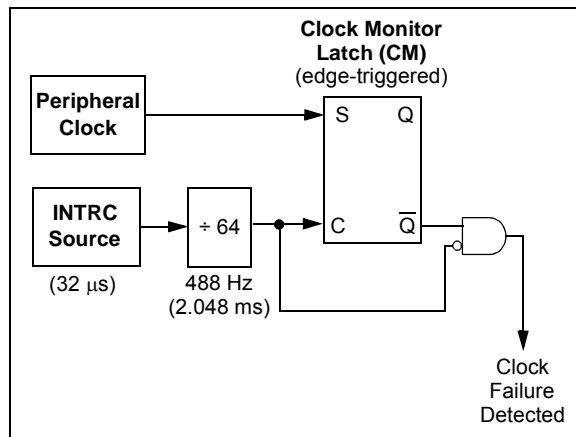 Clock Monitor
Latch (CM)
(edge-triggered)
Peripheral
Clock
S Q
INTRC
Source
÷ 64
C Q̅
(32 μs)
488 Hz
(2.048 ms)
Clock
Failure
Detected